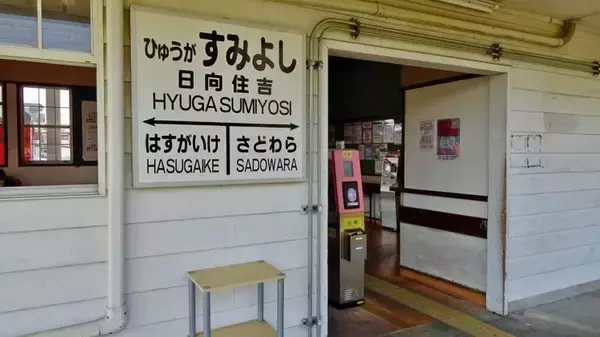 ひゅうが すみよし
日向住吉
HYUGA SUMIYOSI
はすがいけ さどわら
HASUGAIKE SADOWARA